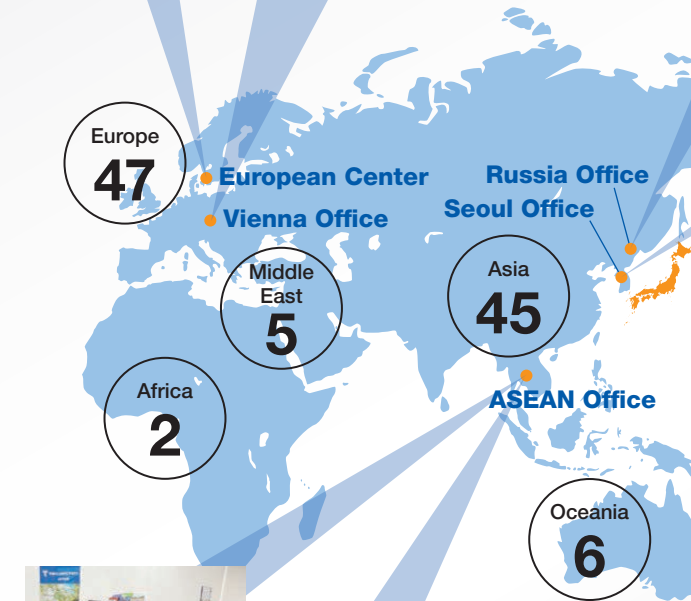 Europe
47
European Center
Vienna Office
Russia Office
Seoul Office
Middle
East
5
Asia
45
Africa
2
ASEAN Office
Oceania
6